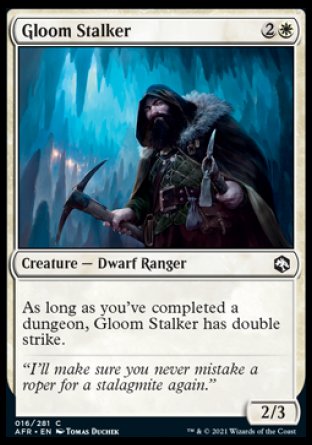 Gloom Stalker 2
Creature — Dwarf Ranger
As long as you've completed a
dungeon, Gloom Stalker has double
strike.
“I'll make sure you never mistake a
roper for a stalagmite again.”
2/3
016/281 C
AFR • EN Tomas Duchek
™ & © 2021 Wizards of the Coast